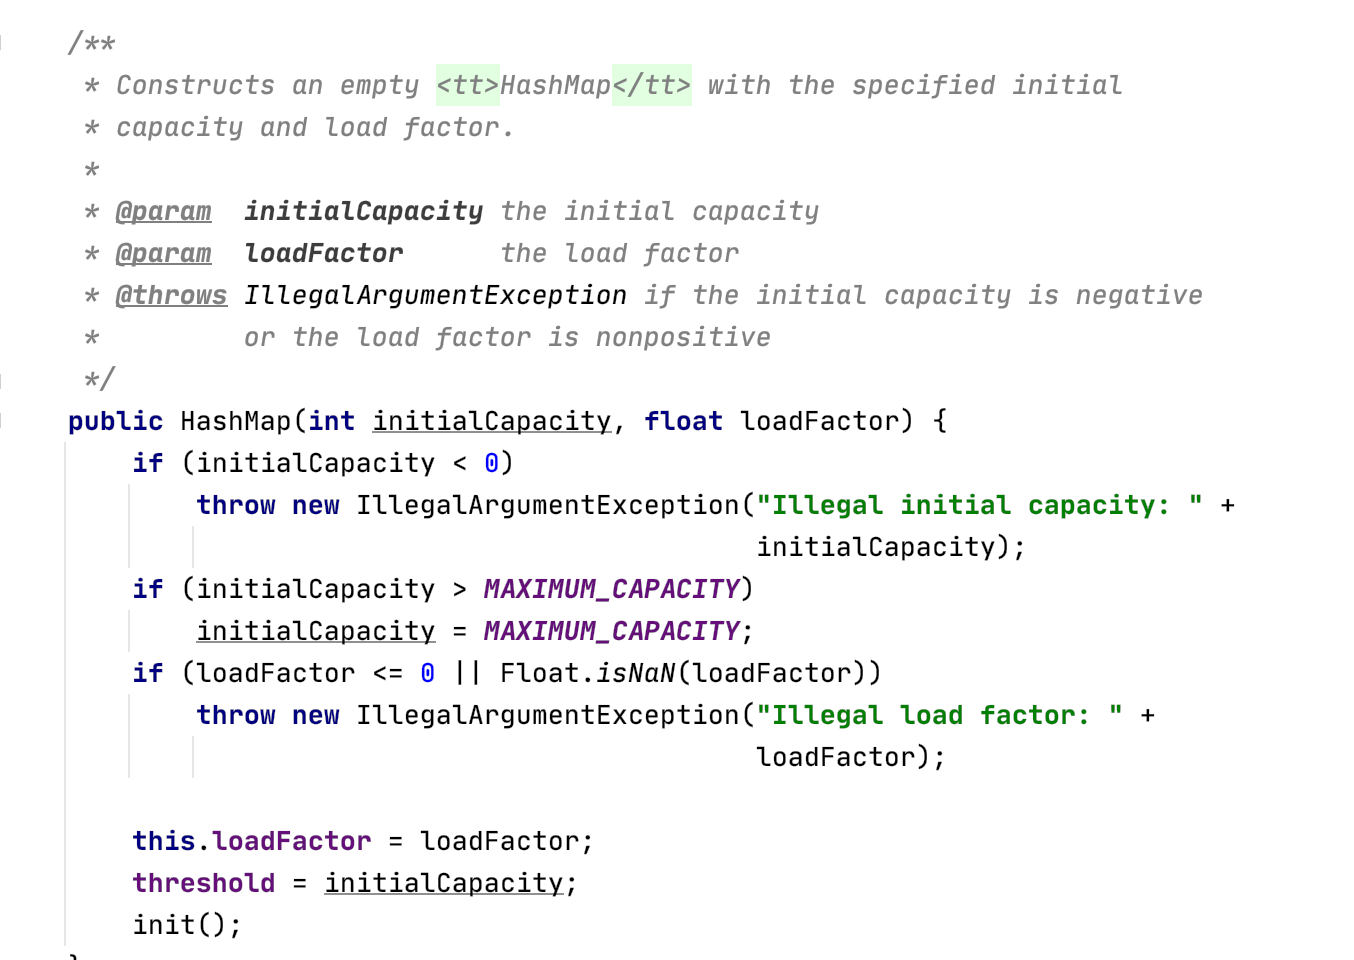 /**
 * Constructs an empty <tt>HashMap</tt> with the specified initial
 * capacity and load factor.
 *
 * @param  initialCapacity the initial capacity
 * @param  loadFactor      the load factor
 * @throws IllegalArgumentException if the initial capacity is negative
 *         or the load factor is nonpositive
 */
public HashMap(int initialCapacity, float loadFactor) {
    if (initialCapacity < 0)
        throw new IllegalArgumentException("Illegal initial capacity: " +
                                           initialCapacity);
    if (initialCapacity > MAXIMUM_CAPACITY)
        initialCapacity = MAXIMUM_CAPACITY;
    if (loadFactor <= 0 || Float.isNaN(loadFactor))
        throw new IllegalArgumentException("Illegal load factor: " +
                                           loadFactor);

    this.loadFactor = loadFactor;
    threshold = initialCapacity;
    init();
}